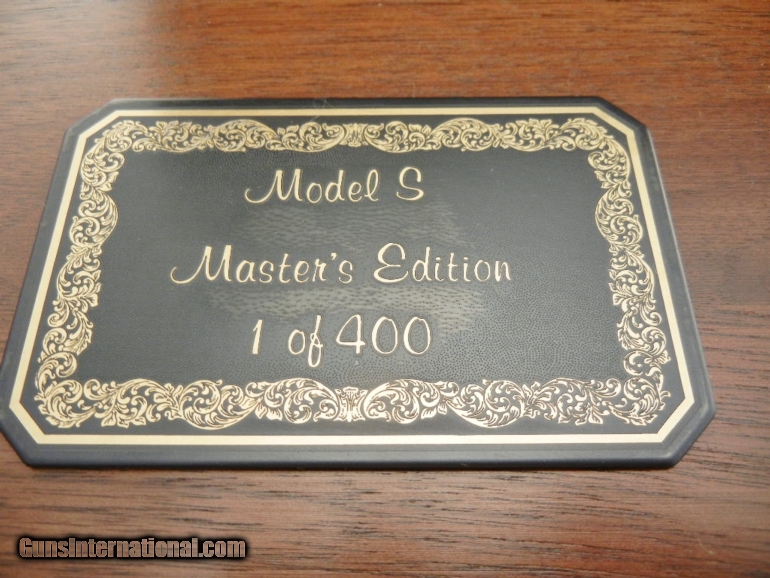 Model S
Master's Edition
1 of 400
GunsInternational.com